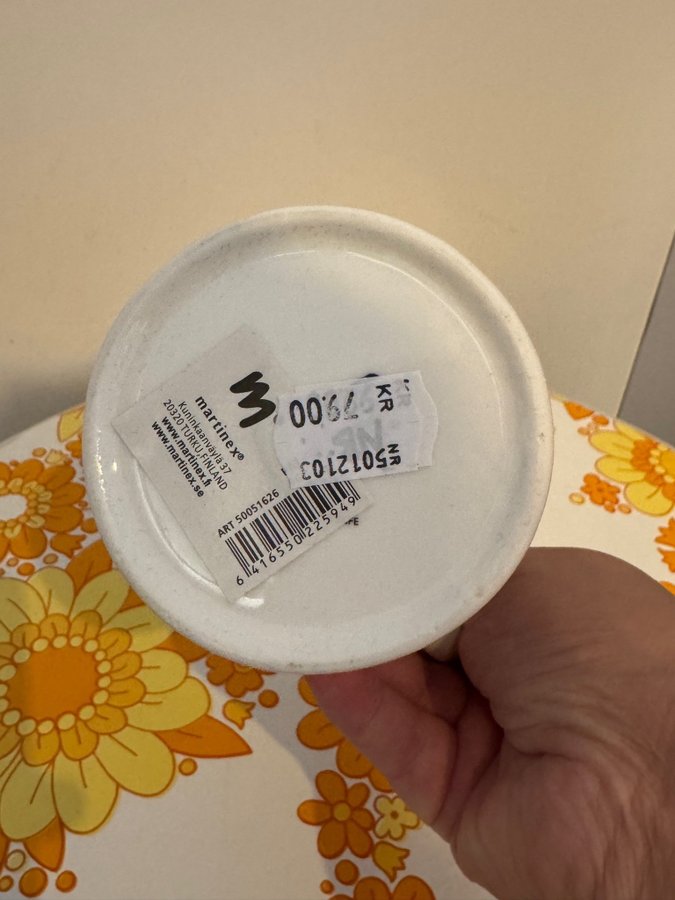 m
martinex®
Kuninkaanväylä 37
20320 TURKU, FINLAND
www.martinex.fi
www.martinex.se
ART 50051626
6 416550 225949
KR 79.00
NR 5012103